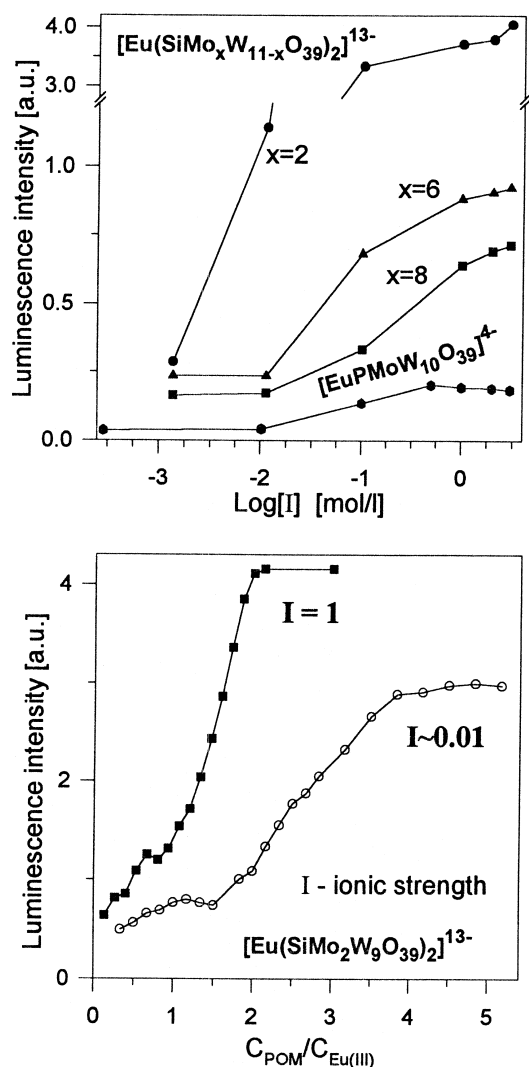 Luminescence intensity [a.u.]
4.0
3.0
1.0
0.5
0.0
[Eu(SiMoₓW₁₁₋ₓO₃₉)₂]¹³⁻
x=2
x=6
x=8
[EuPMoW₁₀O₃₉]⁴⁻
-3 -2 -1 0
Log[I] [mol/l]
Luminescence intensity [a.u.]
4
2
0
I = 1
I~0.01
I - ionic strength
[Eu(SiMo₂W₉O₃₉)₂]¹³⁻
0 1 2 3 4 5
C_POM/C_Eu(III)